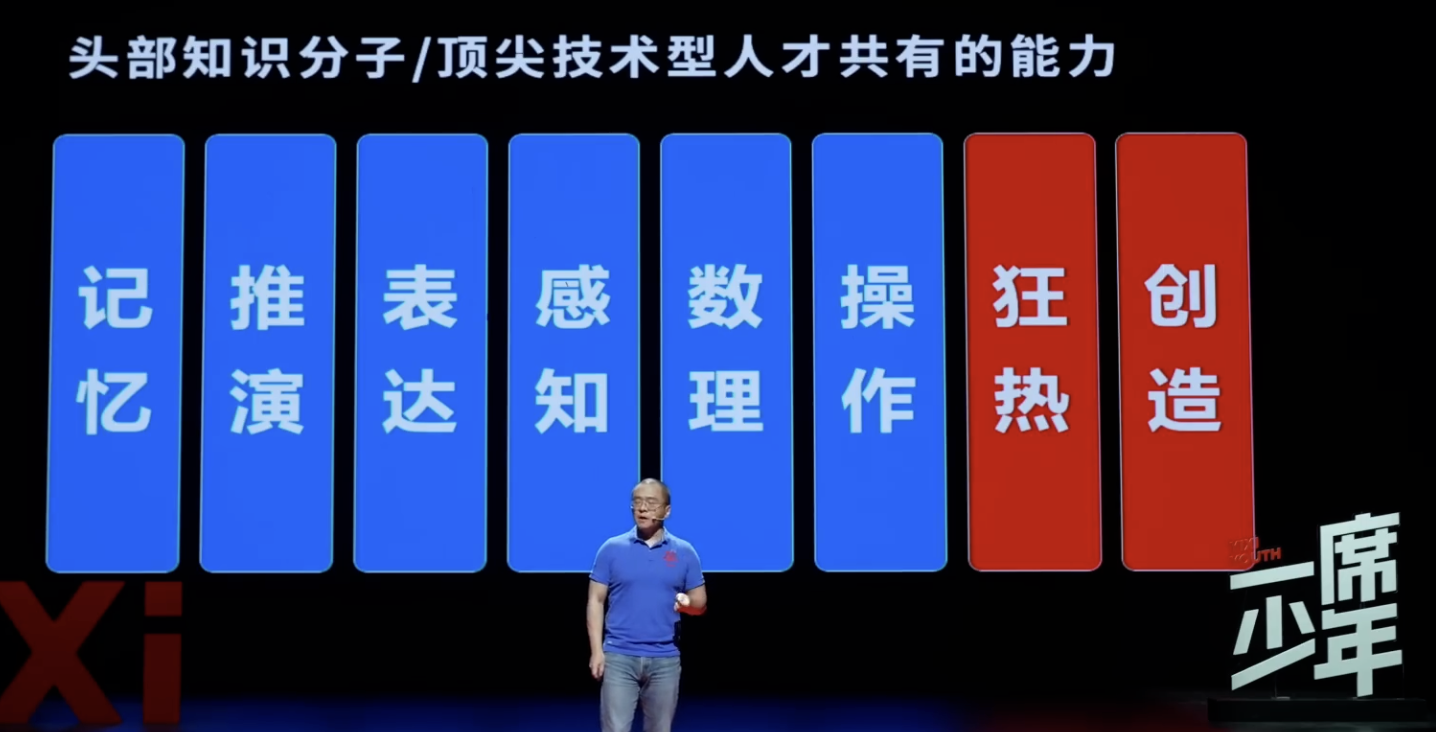 头部知识分子/顶尖技术型人才共有的能力
记忆
推演
表达
感知
数理
操作
狂热
创造
Xi
YiXi
YOUTH
一席
少年